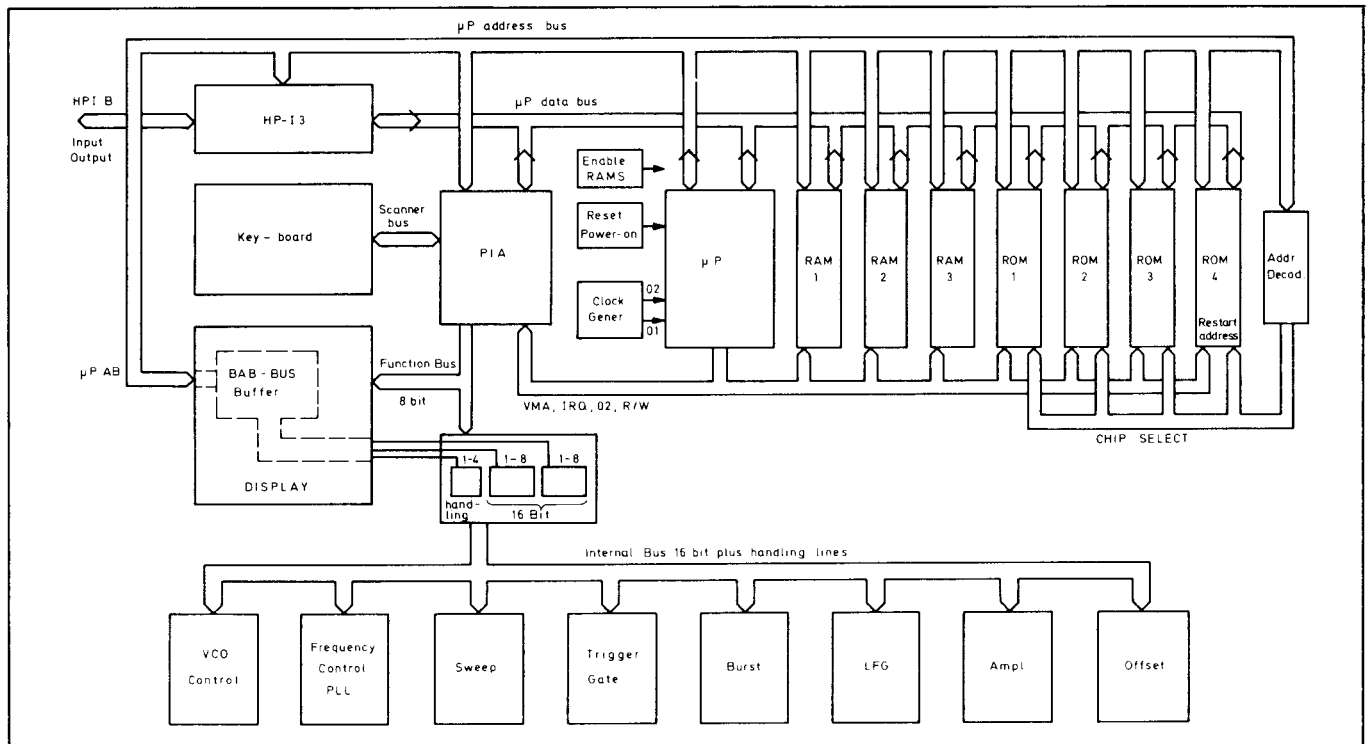 µP address bus
HPI B
Input
Output
HP-I3
µP data bus
Enable
RAMS
Reset
Power-on
Clock
Gener
02
01
Key-board
Scanner
bus
PIA
µP
RAM
1
RAM
2
RAM
3
ROM
1
ROM
2
ROM
3
ROM
4
Restart
address
Addr
Decod.
µP AB
BAB-BUS
Buffer
DISPLAY
Function Bus
8 bit
VMA, IRQ, 02, R/W
CHIP SELECT
1-4
1-8
1-8
hand-
ling
16 Bit
Internal Bus 16 bit plus handling lines
VCO
Control
Frequency
Control
PLL
Sweep
Trigger
Gate
Burst
LFG
Ampl
Offset